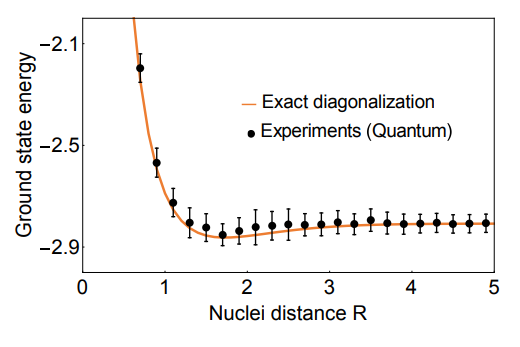 −2.1
−2.5
−2.9
Ground state energy
Exact diagonalization
Experiments (Quantum)
0 1 2 3 4 5
Nuclei distance R